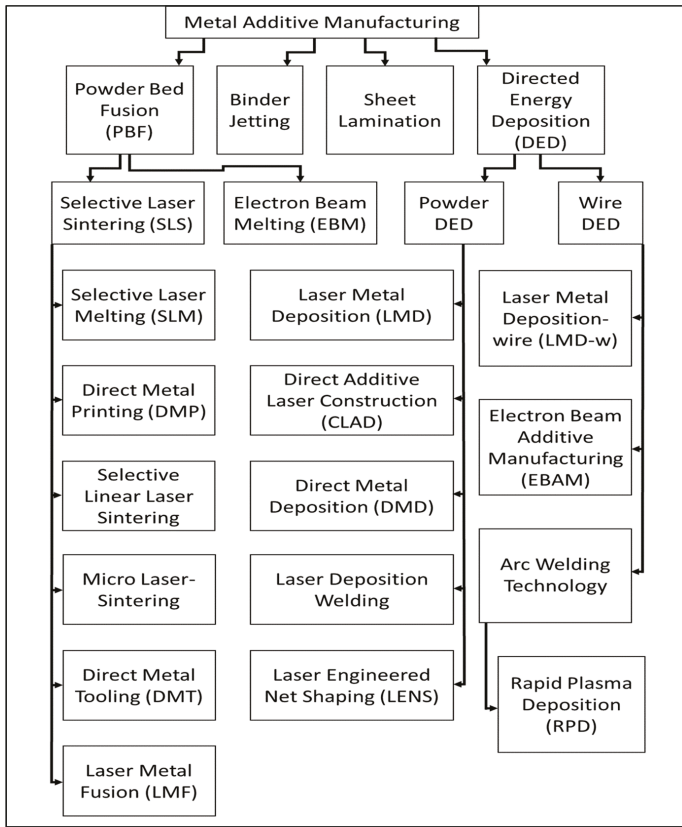 Metal Additive Manufacturing
Powder Bed
Fusion
(PBF)
Binder
Jetting
Sheet
Lamination
Directed
Energy
Deposition
(DED)
Selective Laser
Sintering (SLS)
Electron Beam
Melting (EBM)
Powder
DED
Wire
DED
Selective Laser
Melting (SLM)
Direct Metal
Printing (DMP)
Selective
Linear Laser
Sintering
Micro Laser-
Sintering
Direct Metal
Tooling (DMT)
Laser Metal
Fusion (LMF)
Laser Metal
Deposition (LMD)
Direct Additive
Laser Construction
(CLAD)
Direct Metal
Deposition (DMD)
Laser Deposition
Welding
Laser Engineered
Net Shaping (LENS)
Laser Metal
Deposition-
wire (LMD-w)
Electron Beam
Additive
Manufacturing
(EBAM)
Arc Welding
Technology
Rapid Plasma
Deposition
(RPD)